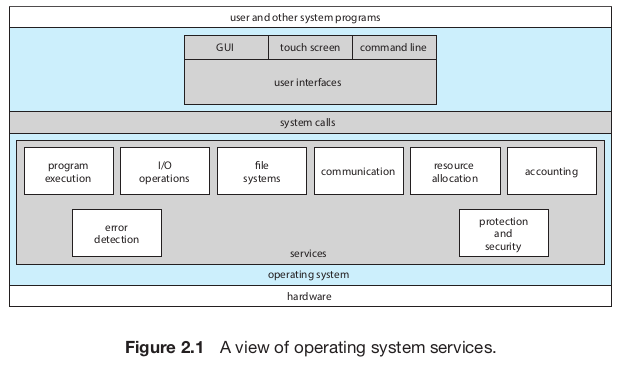 user and other system programs
GUI touch screen command line
user interfaces
system calls
program execution
I/O operations
file systems
communication
resource allocation
accounting
error detection
protection and security
services
operating system
hardware
Figure 2.1 A view of operating system services.